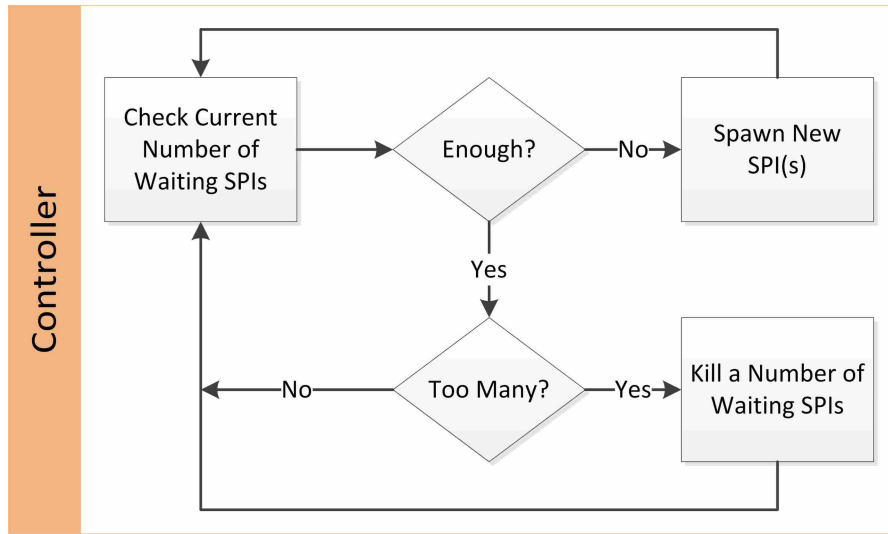 Controller
Check Current
Number of
Waiting SPIs
Enough?
No
Spawn New
SPI(s)
Yes
Too Many?
No
Yes
Kill a Number of
Waiting SPIs